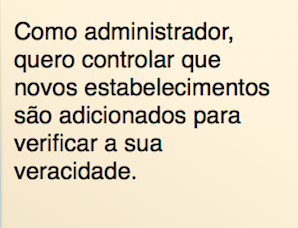 Como administrador,
quero controlar que
novos estabelecimentos
são adicionados para
verificar a sua
veracidade.